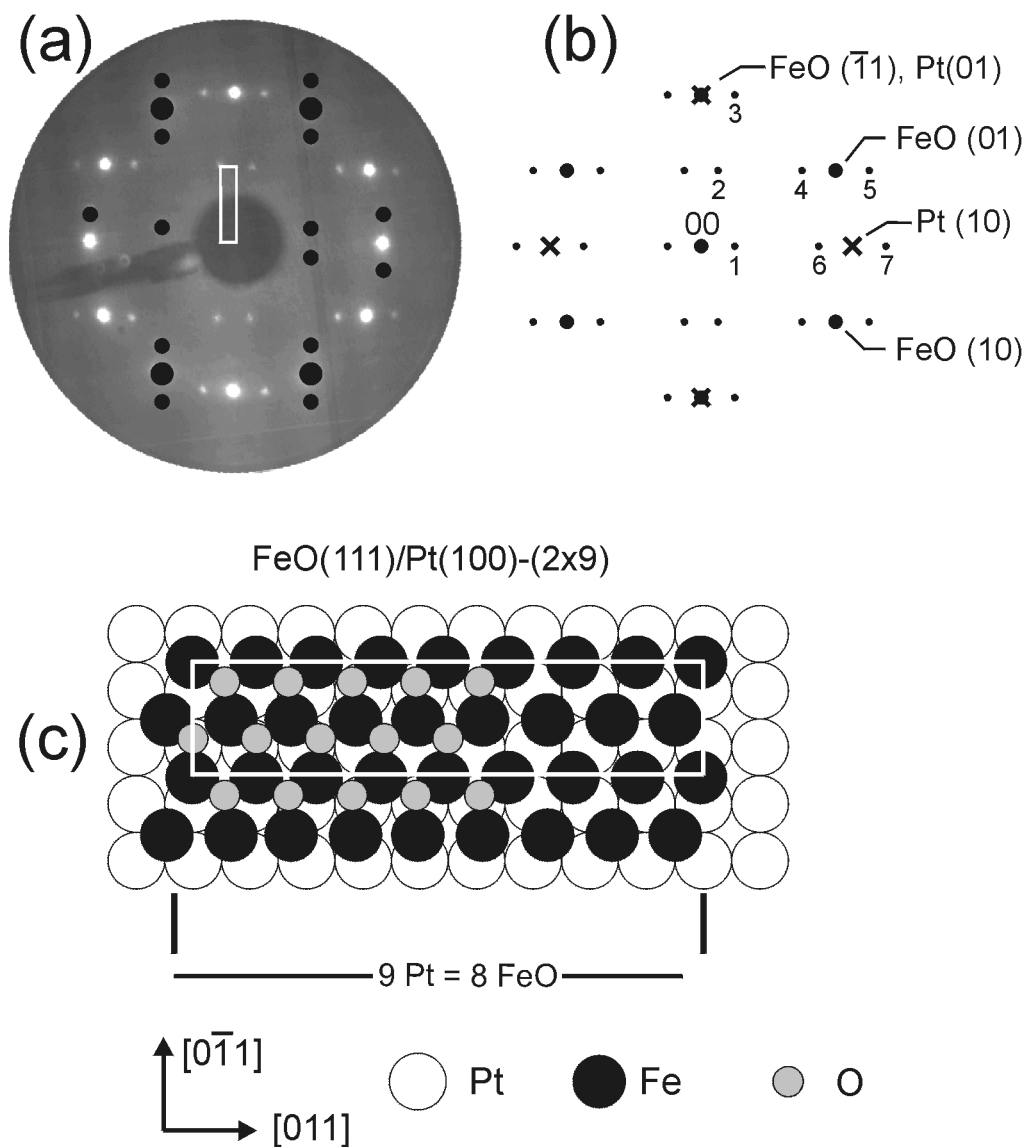 (a)
(b)
FeO (1̅1), Pt(01)
3
FeO (01)
2
4
5
00
Pt (10)
1
6
7
FeO (10)
FeO(111)/Pt(100)-(2x9)
(c)
9 Pt = 8 FeO
[01̅1]
[011]
Pt
Fe
O